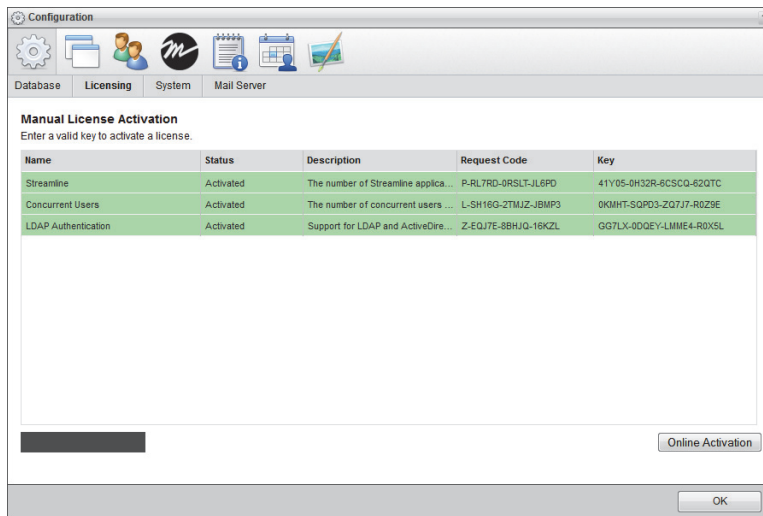 Configuration
Database Licensing System Mail Server
Manual License Activation
Enter a valid key to activate a license.
Name Status Description Request Code Key
Streamline Activated The number of Streamline applica... P-RL7RD-0RSLT-JL6PD 41Y05-0H32R-6CSCQ-62QTC
Concurrent Users Activated The number of concurrent users ... L-SH16G-2TMJZ-JBMP3 0KMHT-SQPD3-ZQ7J7-R0Z9E
LDAP Authentication Activated Support for LDAP and ActiveDire... Z-EQJ7E-8BHJQ-16KZL GG7LX-0DQEY-LMME4-R0X5L
Online Activation
OK